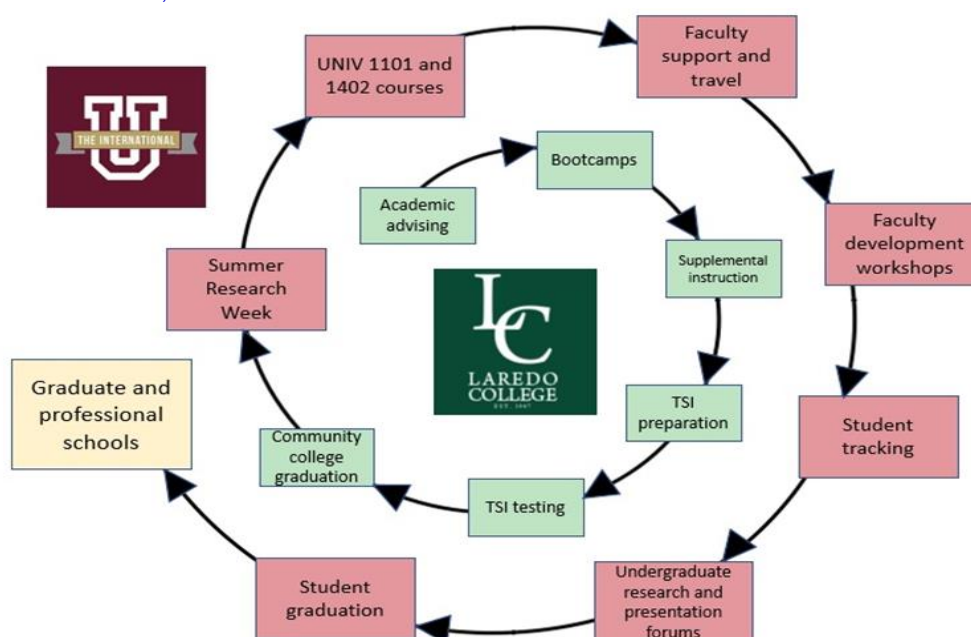 UNIV 1101 and
1402 courses
Faculty
support and
travel
THE INTERNATIONAL
U
Bootcamps
Academic
advising
Faculty
development
workshops
Supplemental
instruction
Summer
Research
Week
LC
LAREDO
COLLEGE
Graduate and
professional
schools
TSI
preparation
Student
tracking
Community
college
graduation
TSI testing
Student
graduation
Undergraduate
research and
presentation
forums